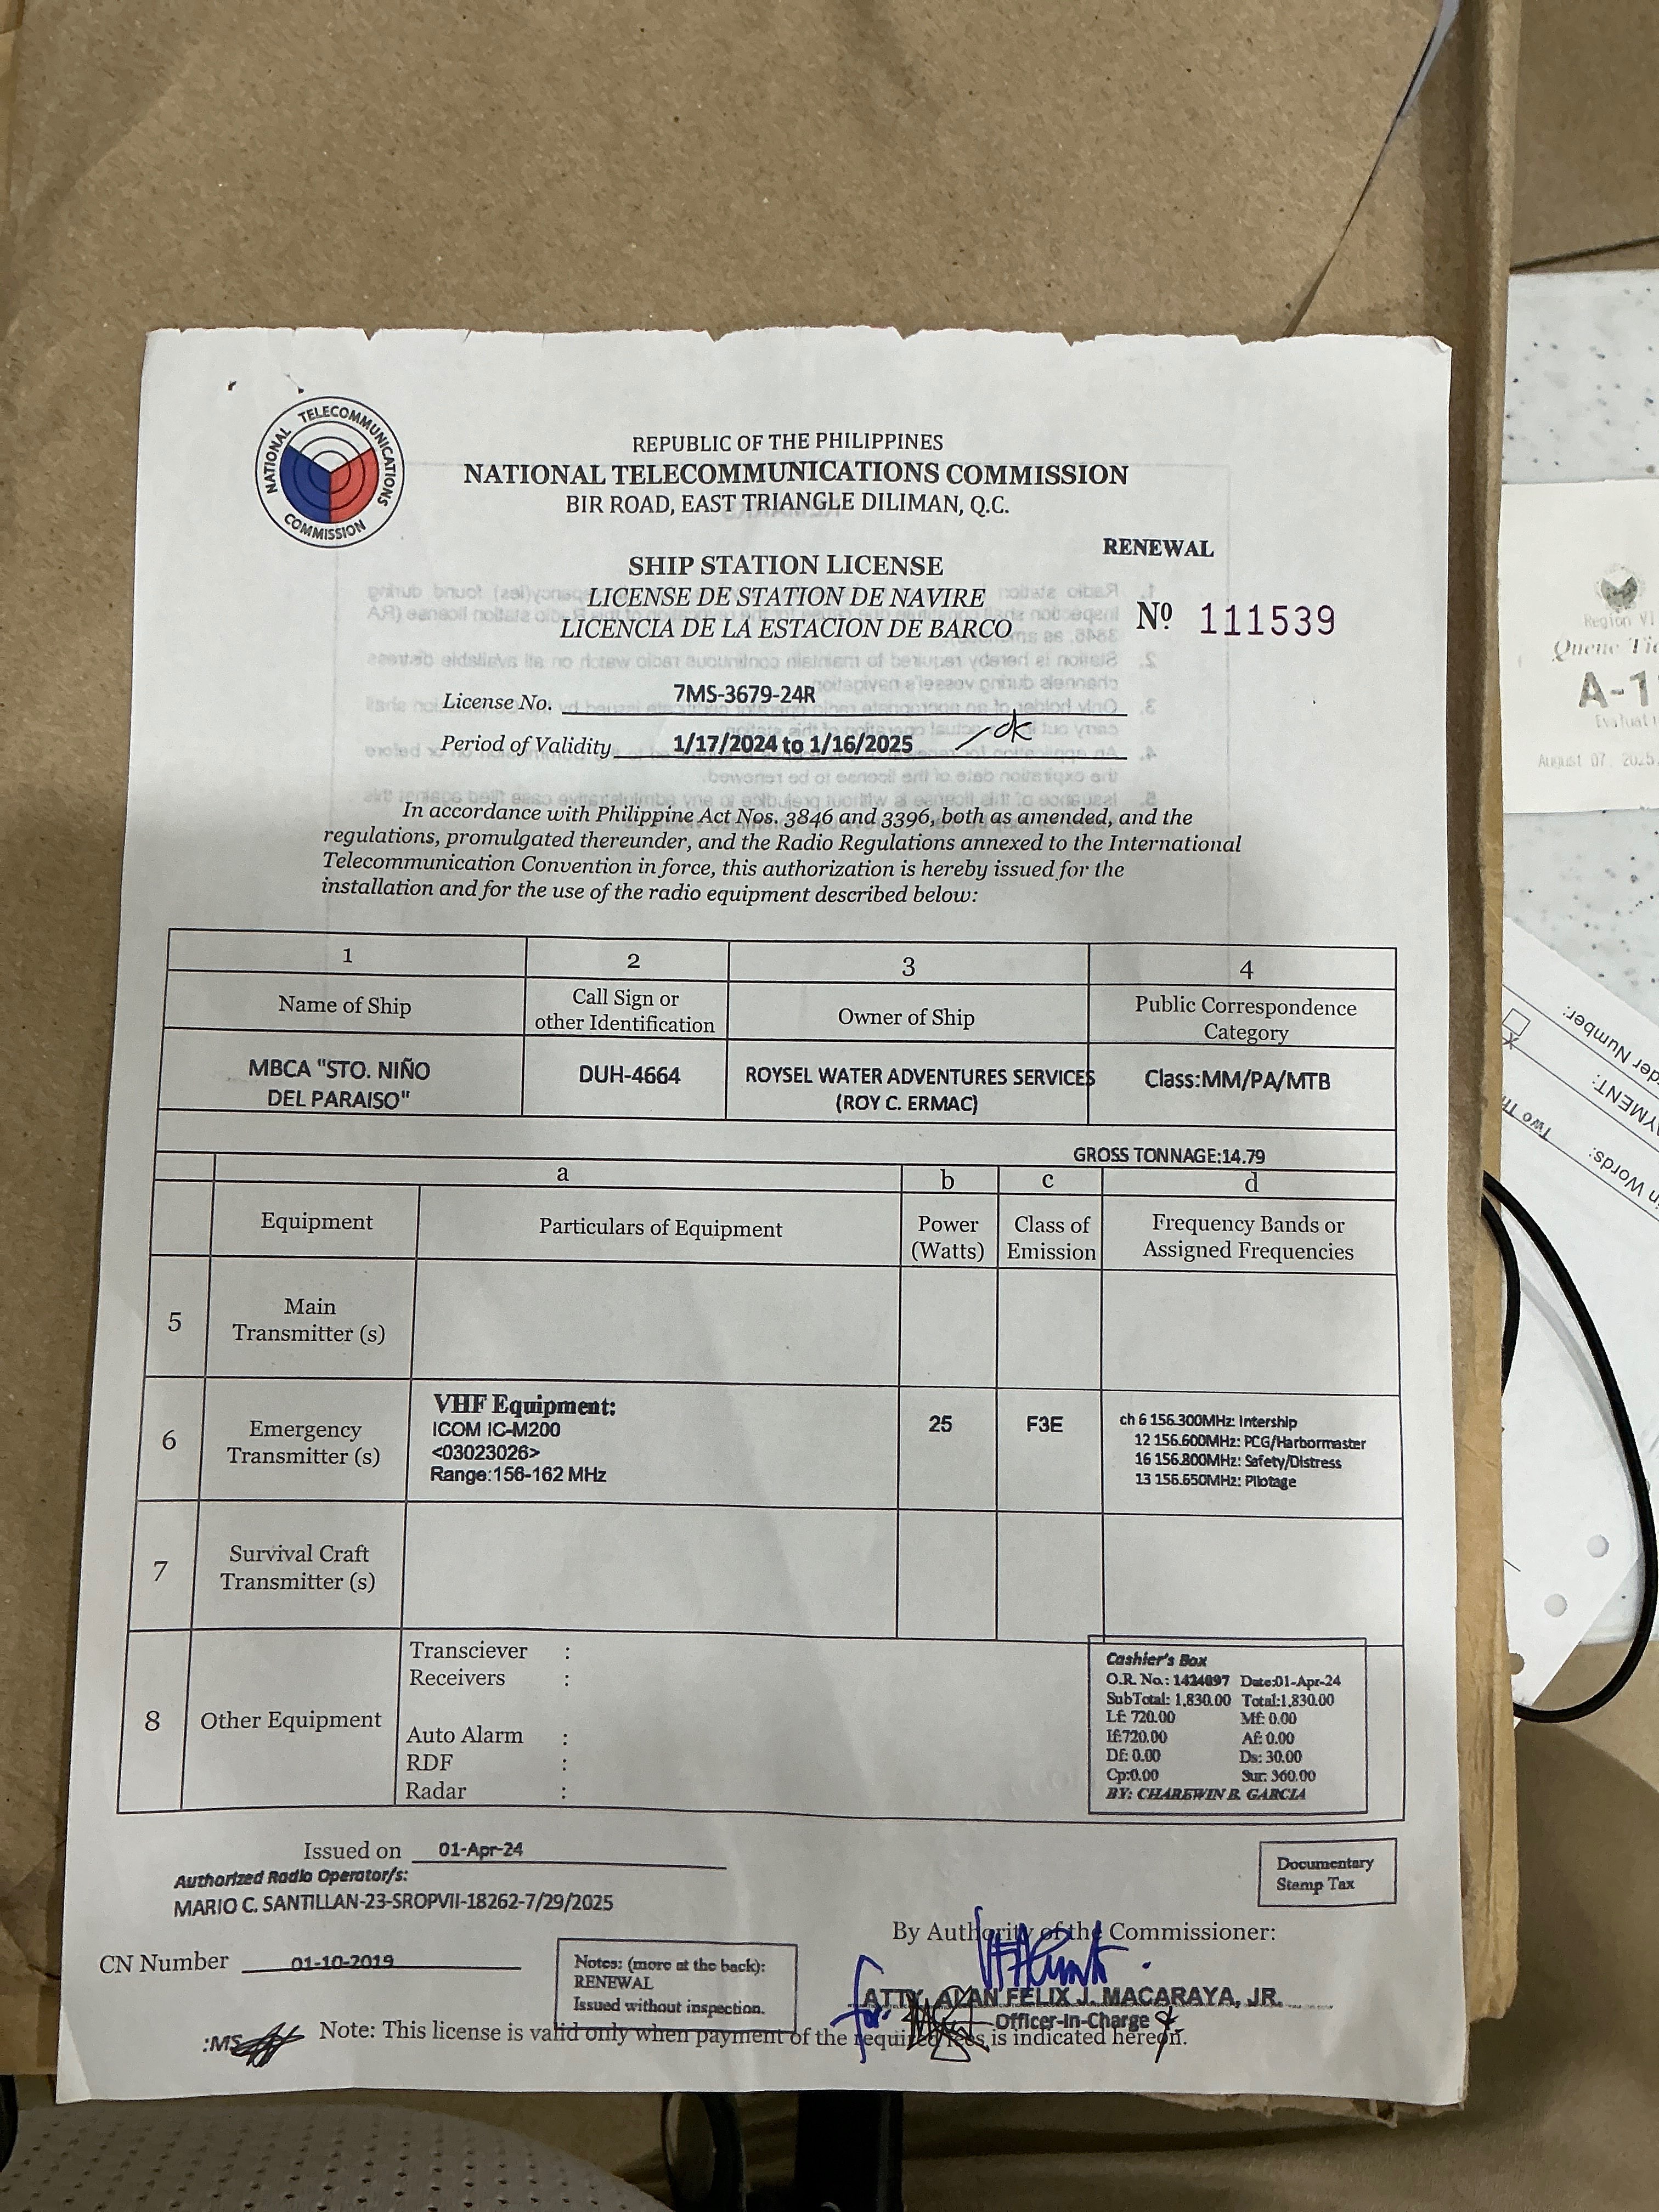 NATIONAL TELECOMMUNICATIONS COMMISSION
REPUBLIC OF THE PHILIPPINES
NATIONAL TELECOMMUNICATIONS COMMISSION
BIR ROAD, EAST TRIANGLE DILIMAN, Q.C.
RENEWAL
SHIP STATION LICENSE
LICENSE DE STATION DE NAVIRE
LICENCIA DE LA ESTACION DE BARCO
Nº 111539
License No. 7MS-3679-24R
Period of Validity 1/17/2024 to 1/16/2025 ok
In accordance with Philippine Act Nos. 3846 and 3396, both as amended, and the
regulations, promulgated thereunder, and the Radio Regulations annexed to the International
Telecommunication Convention in force, this authorization is hereby issued for the
installation and for the use of the radio equipment described below:
1 2 3 4
Name of Ship
Call Sign or
other Identification
Owner of Ship
Public Correspondence
Category
MBCA "STO. NIÑO
DEL PARAISO"
DUH-4664
ROYSEL WATER ADVENTURES SERVICES
(ROY C. ERMAC)
Class:MM/PA/MTB
GROSS TONNAGE:14.79
a b c d
Equipment
Particulars of Equipment
Power
(Watts)
Class of
Emission
Frequency Bands or
Assigned Frequencies
5
Main
Transmitter (s)
6
Emergency
Transmitter (s)
VHF Equipment:
ICOM IC-M200
<03023026>
Range:156-162 MHz
25
F3E
ch 6 156.300MHz: Intership
12 156.600MHz: PCG/Harbormaster
16 156.800MHz: Safety/Distress
13 156.650MHz: Pilotage
7
Survival Craft
Transmitter (s)
8
Other Equipment
Transciever :
Receivers :
Auto Alarm :
RDF :
Radar :
Cashier's Box
O.R. No.: 1424097 Date:01-Apr-24
SubTotal: 1,830.00 Total:1,830.00
Lf: 720.00 Mf: 0.00
If:720.00 Af: 0.00
Df: 0.00 Ds: 30.00
Cp:0.00 Sur: 360.00
BY: CHAREWIN B. GARCIA
Issued on 01-Apr-24
Authorized Radio Operator/s:
MARIO C. SANTILLAN-23-SROPVII-18262-7/29/2025
Documentary
Stamp Tax
By Authority of the Commissioner:
CN Number 01-10-2019
Notes: (more at the back):
RENEWAL
Issued without inspection.
for:
ATTY. ALAN FELIX J. MACARAYA, JR.
Officer-In-Charge
:MS
Note: This license is valid only when payment of the required fees is indicated hereon.
Region VI
A-1
August 07, 2025
Words: